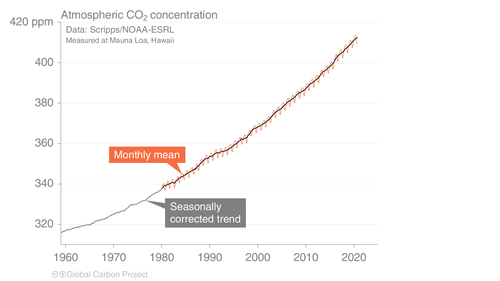 Atmospheric CO₂ concentration
420 ppm
Data: Scripps/NOAA-ESRL
Measured at Mauna Loa, Hawaii
400
380
360
Monthly mean
340
Seasonally
corrected trend
320
1960 1970 1980 1990 2000 2010 2020
Global Carbon Project